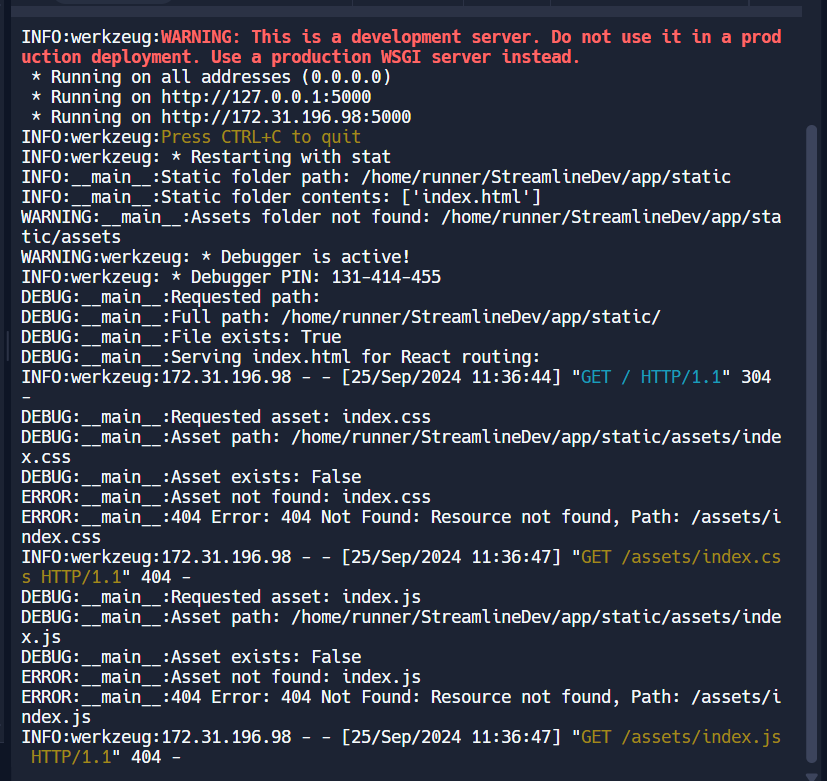 INFO:werkzeug:WARNING: This is a development server. Do not use it in a prod
uction deployment. Use a production WSGI server instead.
 * Running on all addresses (0.0.0.0)
 * Running on http://127.0.0.1:5000
 * Running on http://172.31.196.98:5000
INFO:werkzeug:Press CTRL+C to quit
INFO:werkzeug: * Restarting with stat
INFO:__main__:Static folder path: /home/runner/StreamlineDev/app/static
INFO:__main__:Static folder contents: ['index.html']
WARNING:__main__:Assets folder not found: /home/runner/StreamlineDev/app/sta
tic/assets
WARNING:werkzeug: * Debugger is active!
INFO:werkzeug: * Debugger PIN: 131-414-455
DEBUG:__main__:Requested path:
DEBUG:__main__:Full path: /home/runner/StreamlineDev/app/static/
DEBUG:__main__:File exists: True
DEBUG:__main__:Serving index.html for React routing:
INFO:werkzeug:172.31.196.98 - - [25/Sep/2024 11:36:44] "GET / HTTP/1.1" 304
-
DEBUG:__main__:Requested asset: index.css
DEBUG:__main__:Asset path: /home/runner/StreamlineDev/app/static/assets/inde
x.css
DEBUG:__main__:Asset exists: False
ERROR:__main__:Asset not found: index.css
ERROR:__main__:404 Error: 404 Not Found: Resource not found, Path: /assets/i
ndex.css
INFO:werkzeug:172.31.196.98 - - [25/Sep/2024 11:36:47] "GET /assets/index.cs
s HTTP/1.1" 404 -
DEBUG:__main__:Requested asset: index.js
DEBUG:__main__:Asset path: /home/runner/StreamlineDev/app/static/assets/inde
x.js
DEBUG:__main__:Asset exists: False
ERROR:__main__:Asset not found: index.js
ERROR:__main__:404 Error: 404 Not Found: Resource not found, Path: /assets/i
ndex.js
INFO:werkzeug:172.31.196.98 - - [25/Sep/2024 11:36:47] "GET /assets/index.js
 HTTP/1.1" 404 -